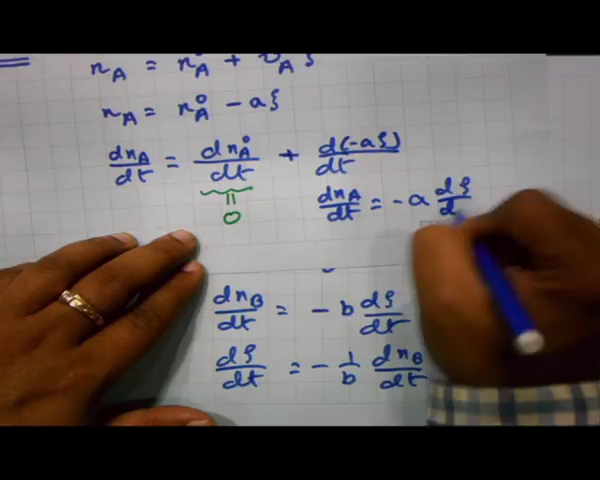 nA = nA° + νA ξ
nA = nA° - aξ
dnA/dt = dnA°/dt + d(-aξ)/dt
0
dnA/dt = -a dξ/d
dnB/dt = - b dξ/dt
dξ/dt = - 1/b dnB/dt